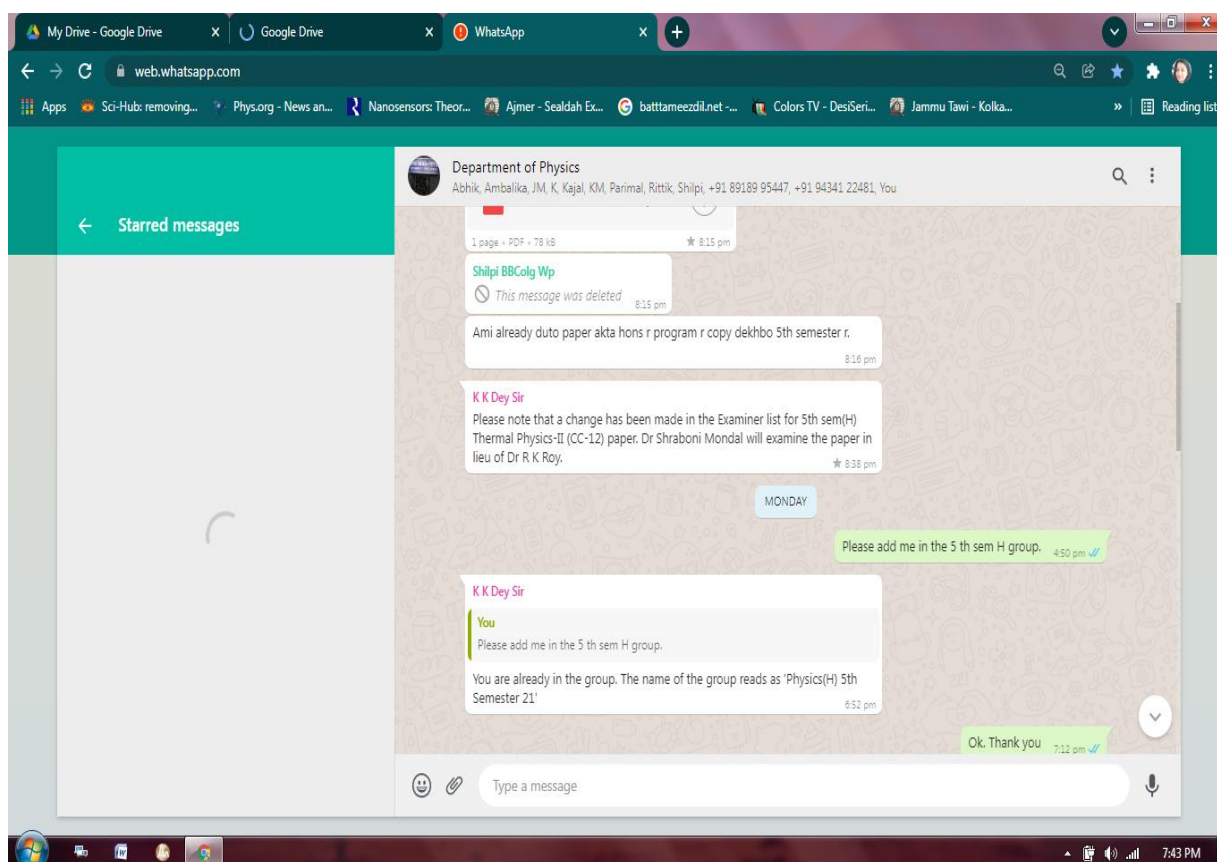 My Drive - Google Drive
Google Drive
WhatsApp
web.whatsapp.com
Apps
Sci-Hub: removing...
Phys.org - News an...
Nanosensors: Theor...
Ajmer - Sealdah Ex...
batttameezdil.net -...
Colors TV - DesiSeri...
Jammu Tawi - Kolka...
»
Reading list
Starred messages
Department of Physics
Abhik, Ambalika, JM, K, Kajal, KM, Parimal, Rittik, Shilpi, +91 89189 95447, +91 94341 22481, You
1 page • PDF • 78 kB
8:15 pm
Shilpi BBColg Wp
This message was deleted
8:15 pm
Ami already duto paper akta hons r program r copy dekhbo 5th semester r.
8:16 pm
K K Dey Sir
Please note that a change has been made in the Examiner list for 5th sem(H)
Thermal Physics-II (CC-12) paper. Dr Shraboni Mondal will examine the paper in
lieu of Dr R K Roy.
8:38 pm
MONDAY
Please add me in the 5 th sem H group.
4:50 pm
K K Dey Sir
You
Please add me in the 5 th sem H group.
You are already in the group. The name of the group reads as 'Physics(H) 5th
Semester 21'
6:52 pm
Ok. Thank you
7:12 pm
Type a message
7:43 PM